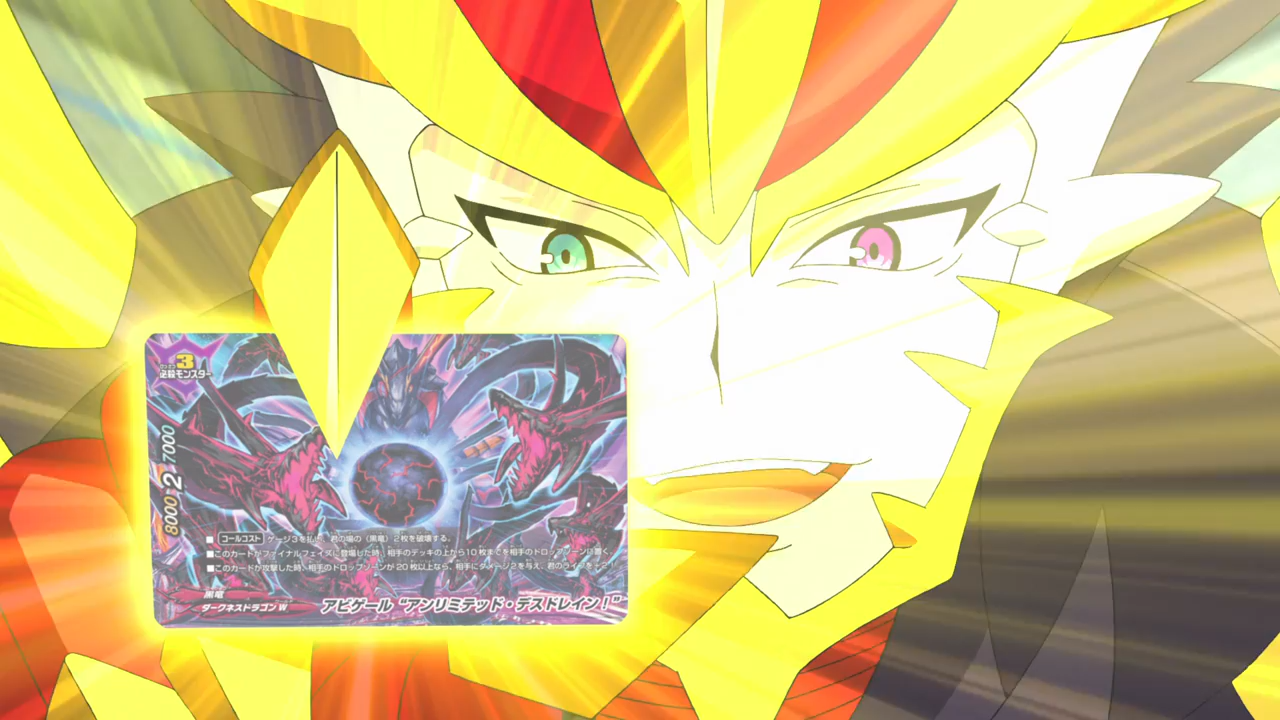 サイズ3
必殺モンスター
8000 2 7000
■ コールコスト ゲージ3を払い、君の場の《黒竜》2枚を破壊する。
■このカードがファイナルフェイズに登場した時、相手のデッキの上から10枚までを相手のドロップゾーンに置く。
■このカードが攻撃した時、相手のドロップゾーンが20枚以上なら、相手にダメージ2を与え、君のライフを+2！
黒竜
ダークネスドラゴンW
アビゲール “アンリミテッド・デスドレイン！”